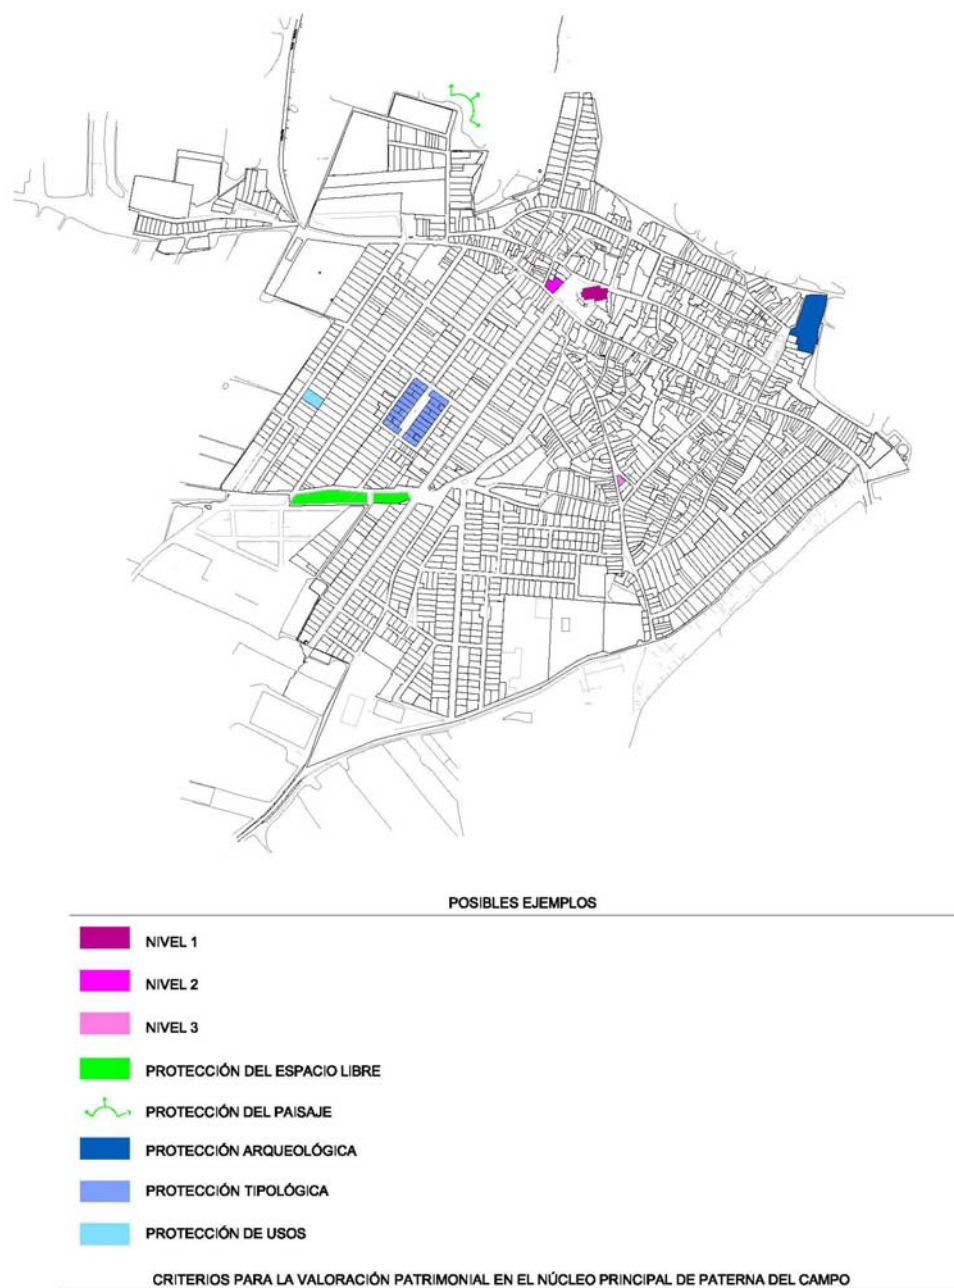 POSIBLES EJEMPLOS
NIVEL 1
NIVEL 2
NIVEL 3
PROTECCIÓN DEL ESPACIO LIBRE
PROTECCIÓN DEL PAISAJE
PROTECCIÓN ARQUEOLÓGICA
PROTECCIÓN TIPOLÓGICA
PROTECCIÓN DE USOS
CRITERIOS PARA LA VALORACIÓN PATRIMONIAL EN EL NÚCLEO PRINCIPAL DE PATERNA DEL CAMPO